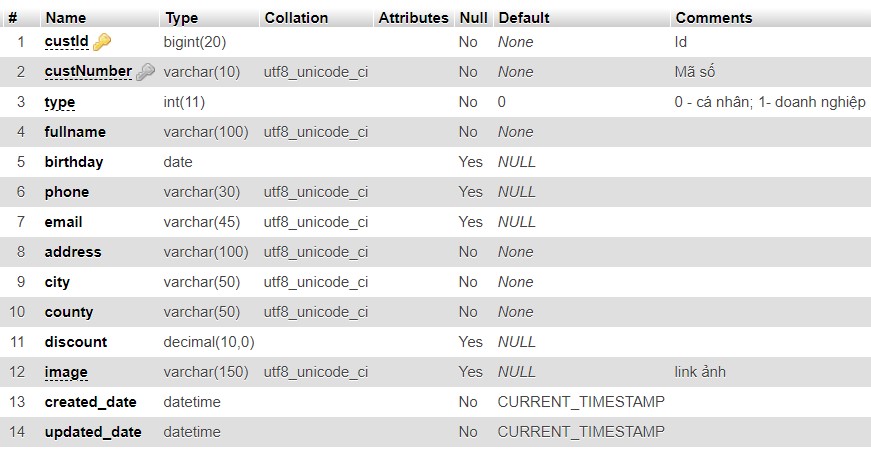 # Name Type Collation Attributes Null Default Comments
1 custId bigint(20) No None Id
2 custNumber varchar(10) utf8_unicode_ci No None Mã số
3 type int(11) No 0 0 - cá nhân; 1- doanh nghiệp
4 fullname varchar(100) utf8_unicode_ci No None
5 birthday date Yes NULL
6 phone varchar(30) utf8_unicode_ci Yes NULL
7 email varchar(45) utf8_unicode_ci Yes NULL
8 address varchar(100) utf8_unicode_ci No None
9 city varchar(50) utf8_unicode_ci No None
10 county varchar(50) utf8_unicode_ci No None
11 discount decimal(10,0) Yes NULL
12 image varchar(150) utf8_unicode_ci Yes NULL link ảnh
13 created_date datetime No CURRENT_TIMESTAMP
14 updated_date datetime No CURRENT_TIMESTAMP